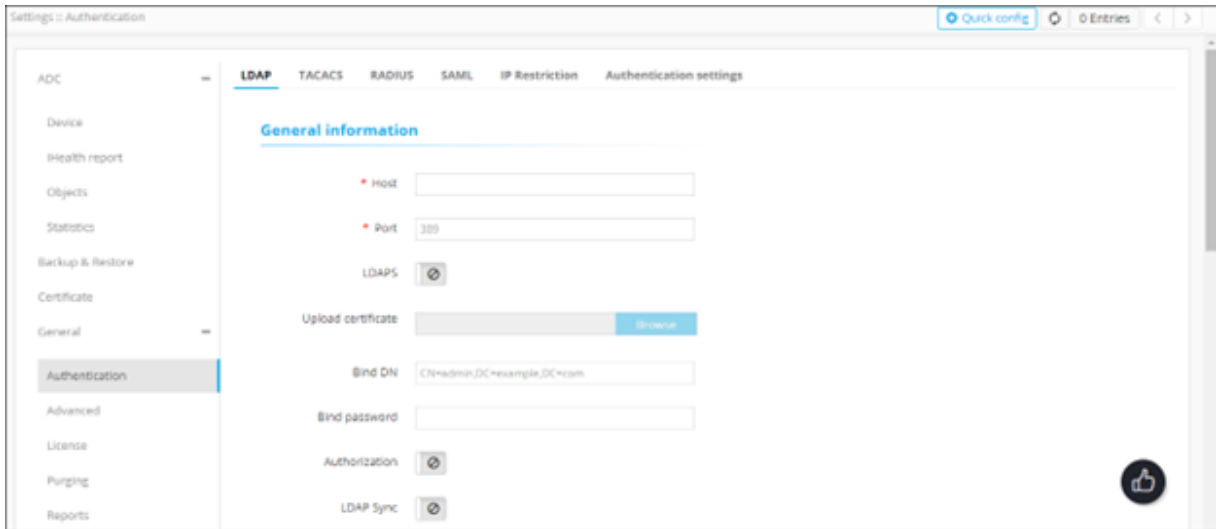 Settings :: Authentication
Quick config
0 Entries
ADC
Device
iHealth report
Objects
Statistics
Backup & Restore
Certificate
General
Authentication
Advanced
License
Purging
Reports
LDAP TACACS RADIUS SAML IP Restriction Authentication settings
General information
* Host
* Port 389
LDAPS
Upload certificate Browse
Bind DN CN=admin,DC=example,DC=com
Bind password
Authorization
LDAP Sync